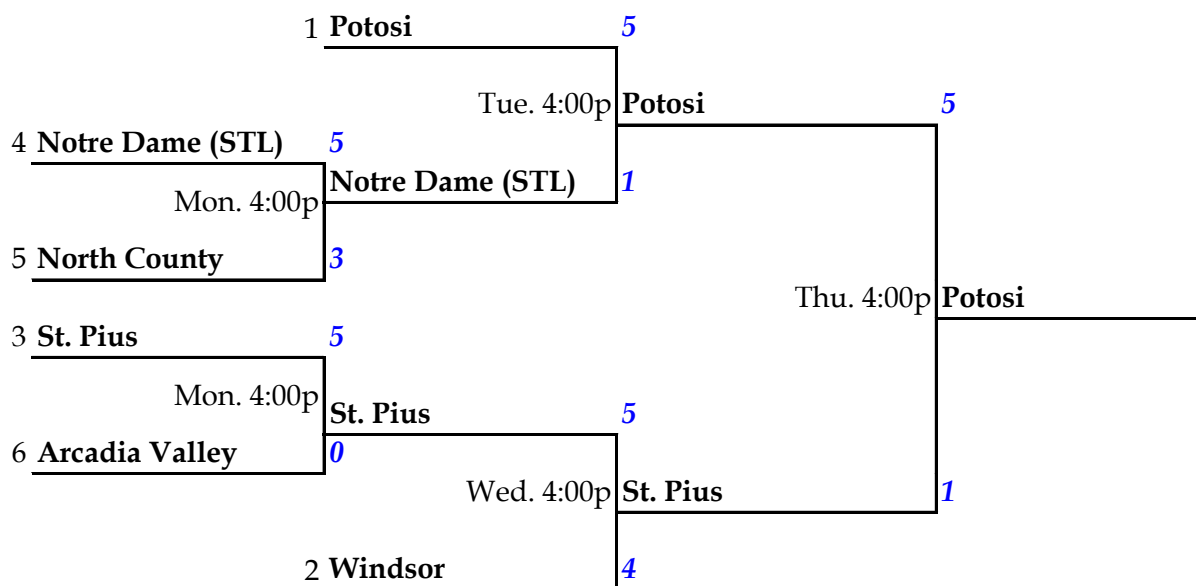 1 Potosi 5
Tue. 4:00p Potosi 5
4 Notre Dame (STL) 5
Notre Dame (STL) 1
Mon. 4:00p
5 North County 3
Thu. 4:00p Potosi
3 St. Pius 5
Mon. 4:00p
St. Pius 5
6 Arcadia Valley 0
Wed. 4:00p St. Pius 1
2 Windsor 4